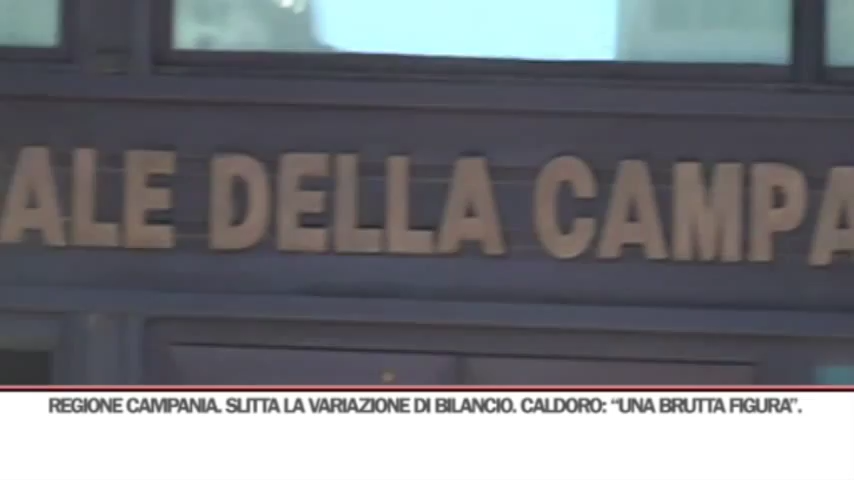 ALE DELLA CAMPA
REGIONE CAMPANIA. SLITTA LA VARIAZIONE DI BILANCIO. CALDORO: “UNA BRUTTA FIGURA”.